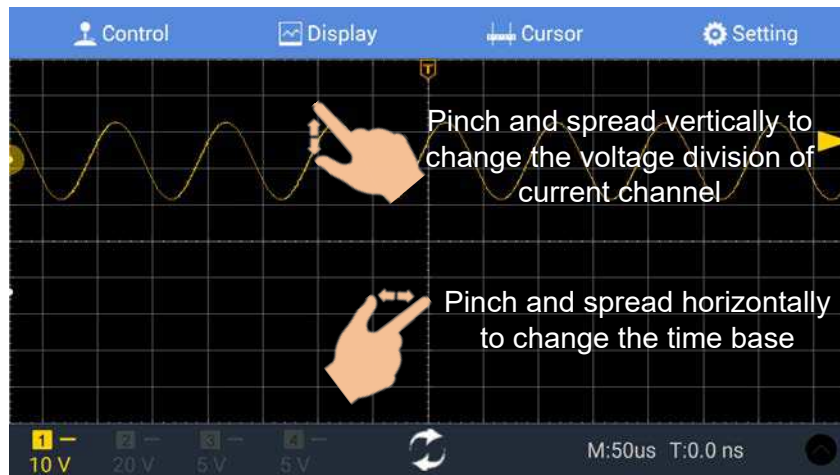 Control Display Cursor Setting
T
Pinch and spread vertically to
change the voltage division of
current channel
Pinch and spread horizontally
to change the time base
1 2 3 4
10 V 20 V 5 V 5 V
M:50us T:0.0 ns